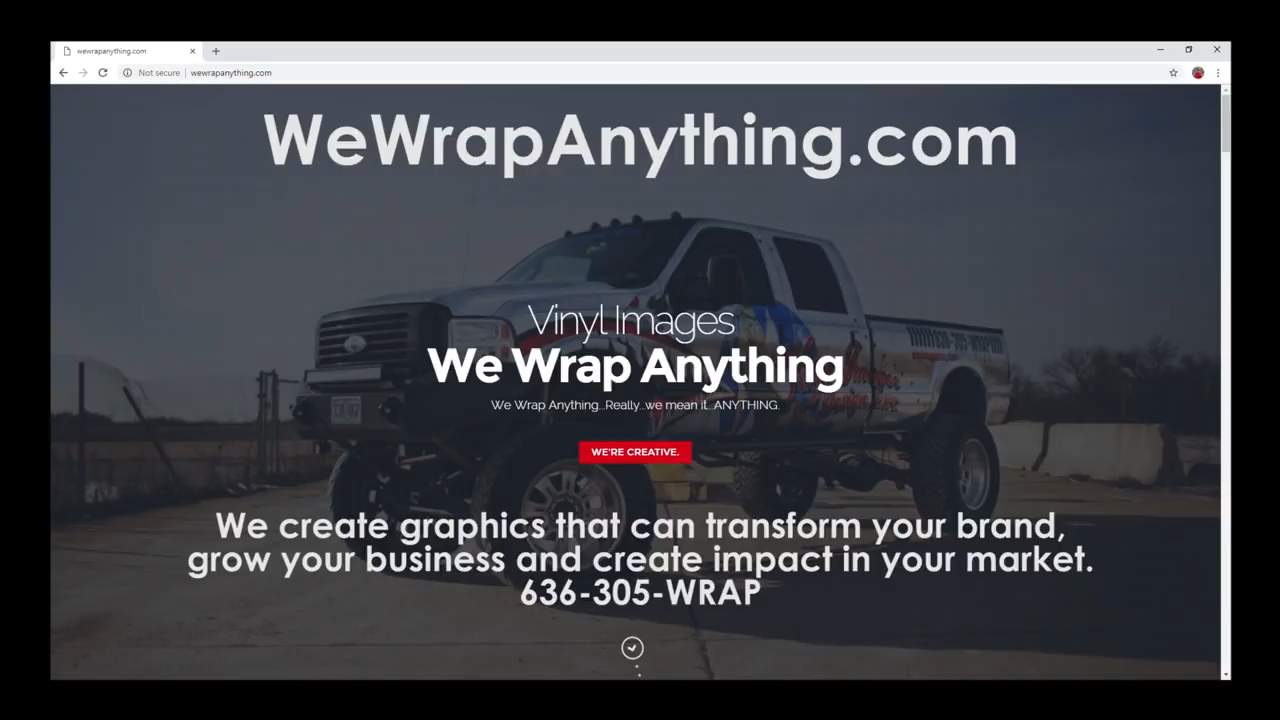 wewrapanything.com
Not secure | wewrapanything.com
WeWrapAnything.com
Vinyl Images
We Wrap Anything
We Wrap Anything...Really...we mean it...ANYTHING.
WE'RE CREATIVE.
We create graphics that can transform your brand,
grow your business and create impact in your market.
636-305-WRAP